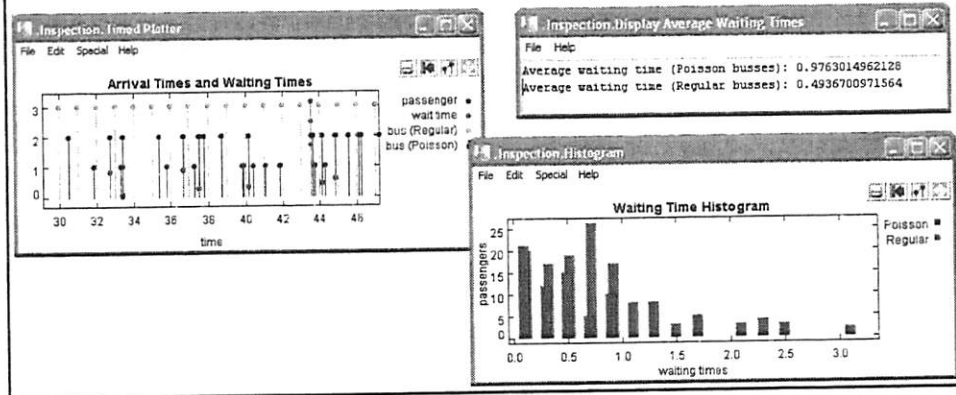 .Inspection.Timed Plotter
File Edit Special Help
Arrival Times and Waiting Times
passenger
wait time
bus (Regular)
bus (Poisson)
3
2
1
0
30 32 34 36 38 40 42 44 46
time
.Inspection.Display Average Waiting Times
File Help
Average waiting time (Poisson busses): 0.9763014962128
Average waiting time (Regular busses): 0.4936700971564
.Inspection.Histogram
File Edit Special Help
Waiting Time Histogram
Poisson
Regular
25
20
15
10
5
0
passengers
0.0 0.5 1.0 1.5 2.0 2.5 3.0
waiting times